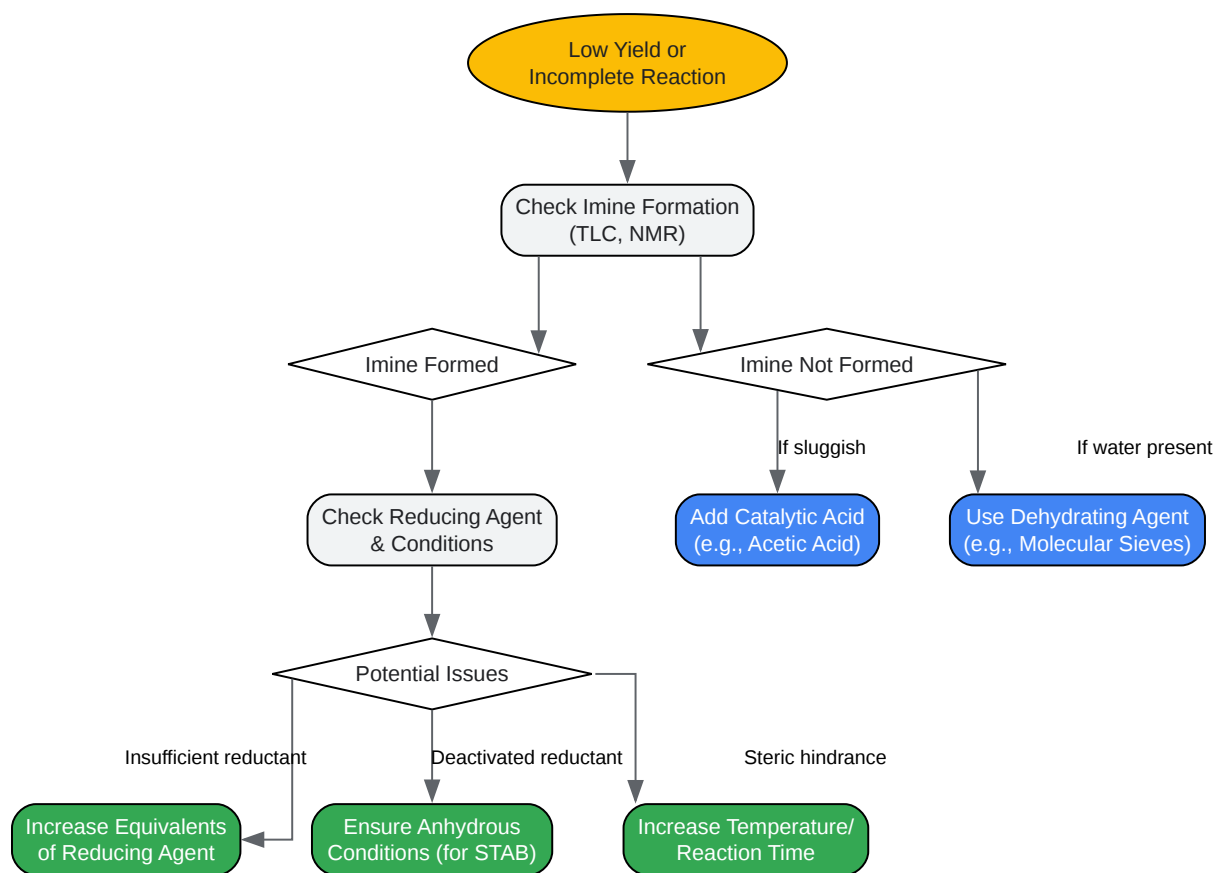 Low Yield or
Incomplete Reaction
Check Imine Formation
(TLC, NMR)
Imine Formed
Imine Not Formed
If sluggish
If water present
Check Reducing Agent
& Conditions
Add Catalytic Acid
(e.g., Acetic Acid)
Use Dehydrating Agent
(e.g., Molecular Sieves)
Potential Issues
Insufficient reductant
Deactivated reductant
Steric hindrance
Increase Equivalents
of Reducing Agent
Ensure Anhydrous
Conditions (for STAB)
Increase Temperature/
Reaction Time